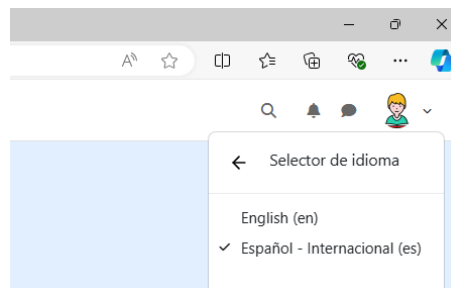 Selector de idioma
English (en)
Español - Internacional (es)